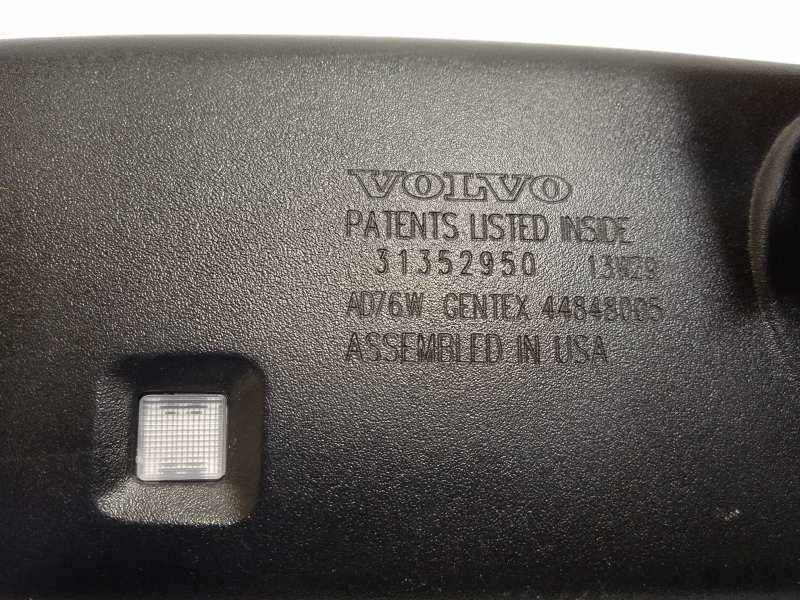 VOLVO
PATENTS LISTED INSIDE
31352950 13W29
AD76W GENTEX 44848005
ASSEMBLED IN USA